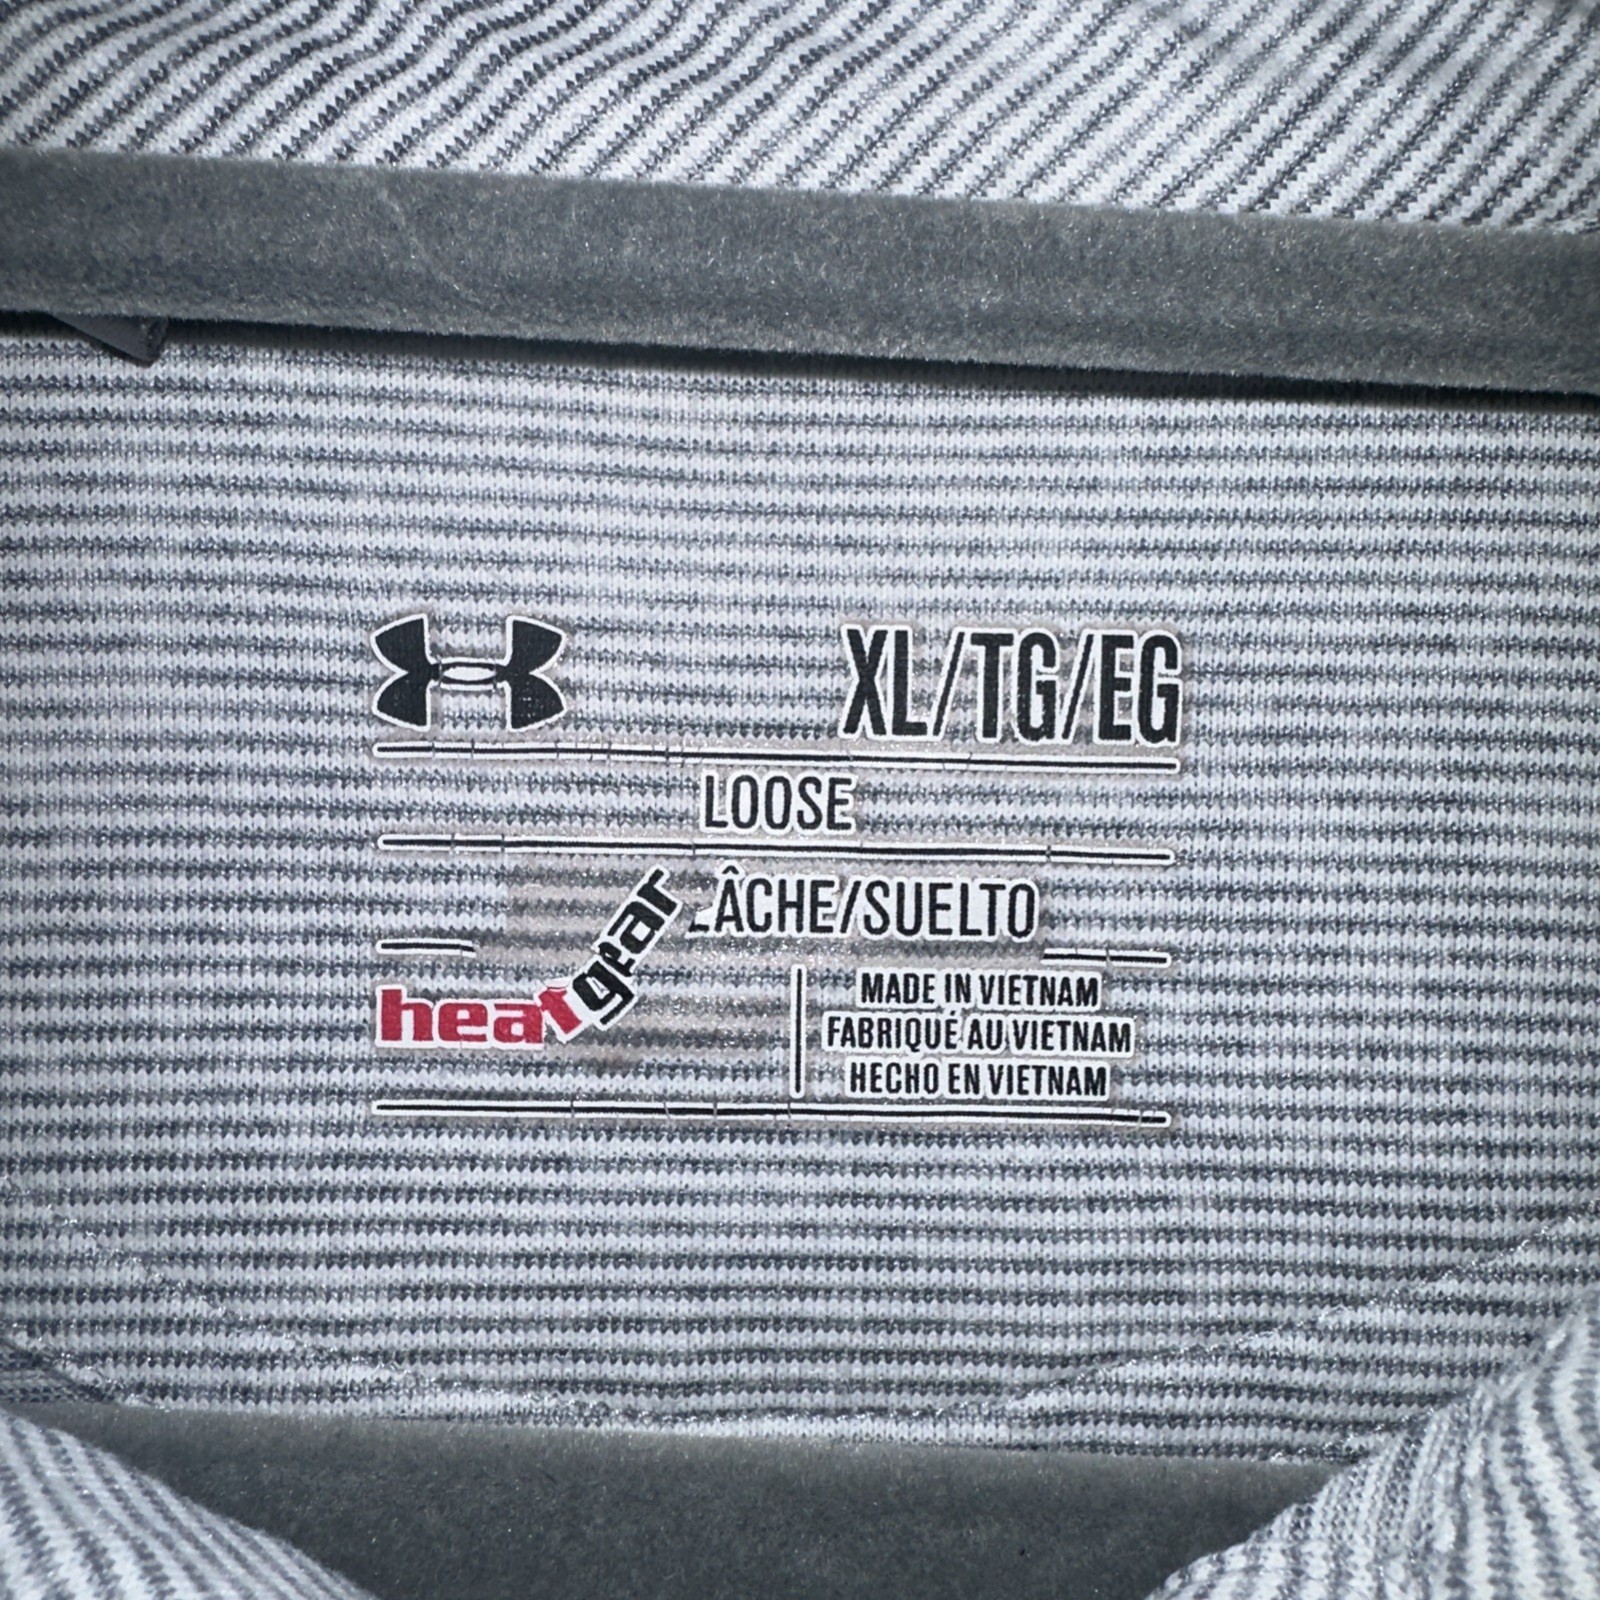 XL/TG/EG
LOOSE
LÂCHE/SUELTO
heatgear
MADE IN VIETNAM
FABRIQUÉ AU VIETNAM
HECHO EN VIETNAM